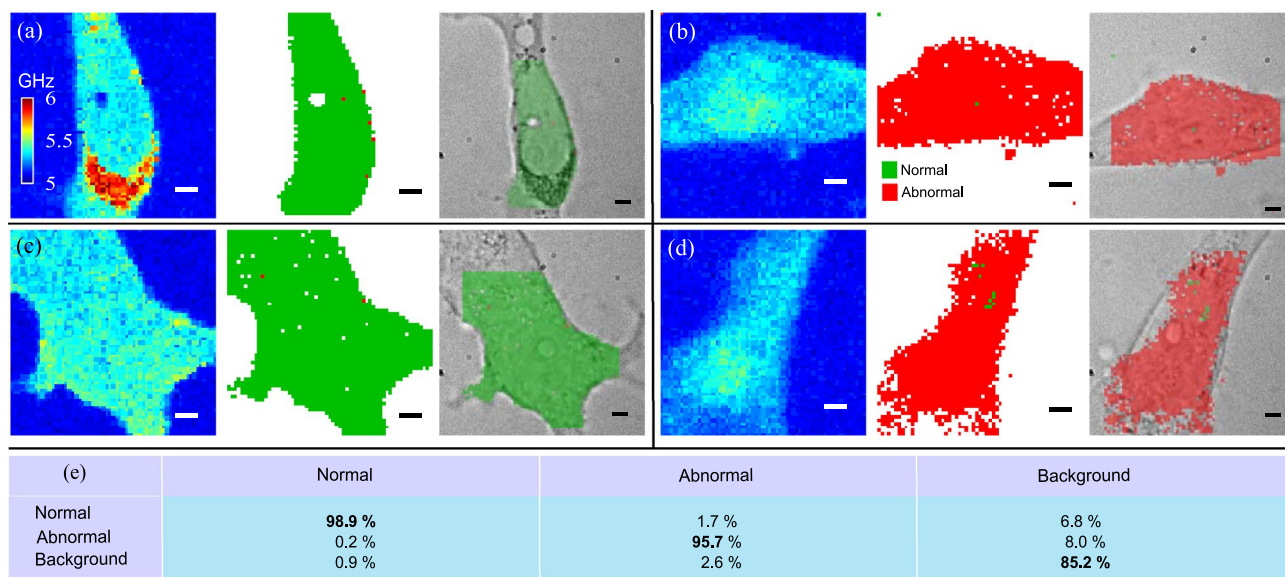 (a)
GHz
6
5.5
5
(b)
Normal
Abnormal
(c)
(d)
(e) Normal Abnormal Background
Normal 98.9 % 1.7 % 6.8 %
Abnormal 0.2 % 95.7 % 8.0 %
Background 0.9 % 2.6 % 85.2 %